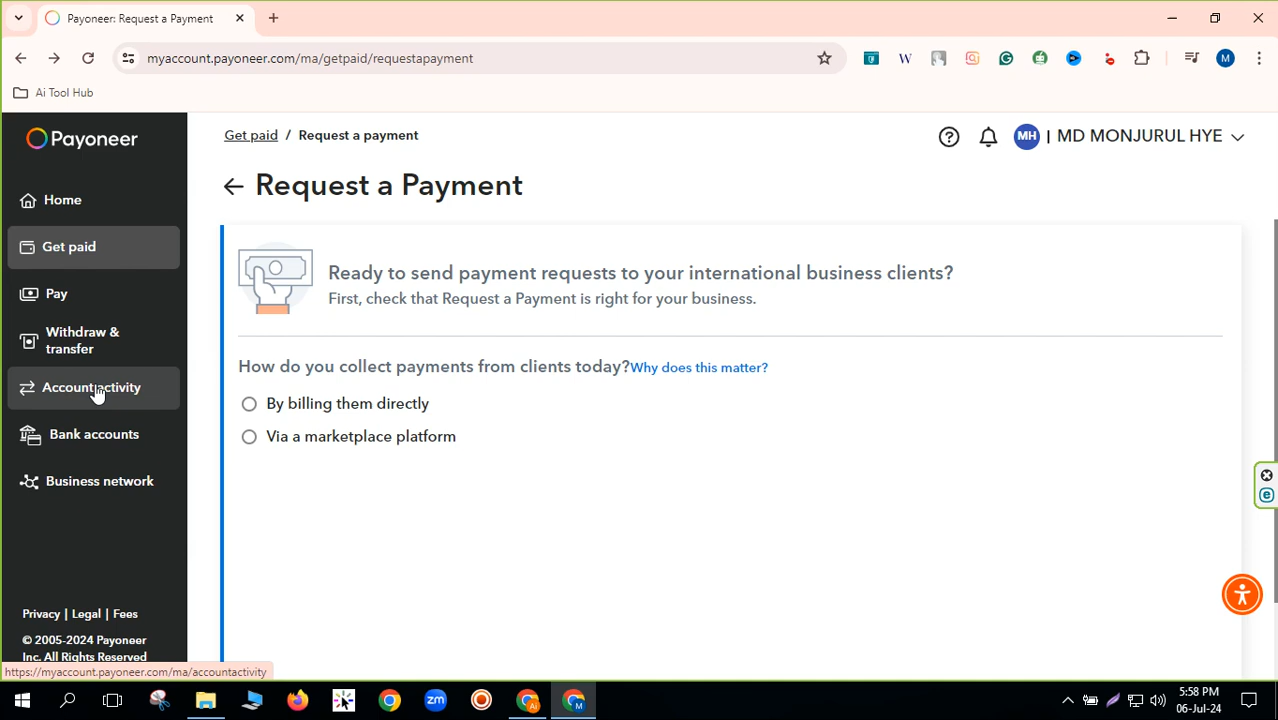 Payoneer: Request a Payment
myaccount.payoneer.com/ma/getpaid/requestapayment
W
M
Ai Tool Hub
Payoneer
Home
Get paid
Pay
Withdraw &
transfer
Account activity
Bank accounts
Business network
Privacy | Legal | Fees
© 2005-2024 Payoneer
Inc. All Rights Reserved
https://myaccount.payoneer.com/ma/accountactivity
Get paid / Request a payment
MH | MD MONJURUL HYE
Request a Payment
Ready to send payment requests to your international business clients?
First, check that Request a Payment is right for your business.
How do you collect payments from clients today?Why does this matter?
By billing them directly
Via a marketplace platform
e
zm
Ai
M
5:58 PM
06-Jul-24